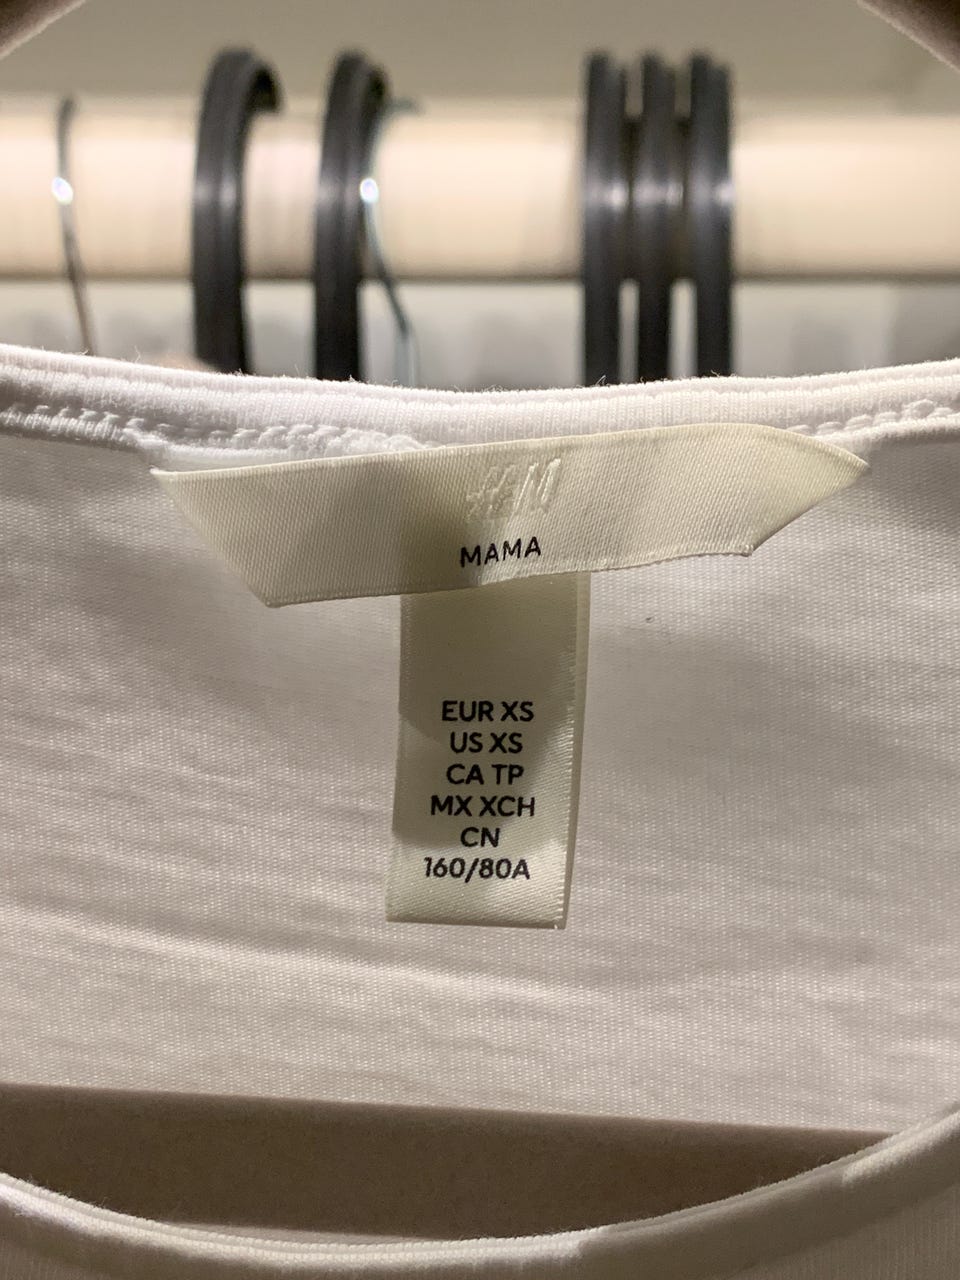 H&M
MAMA
EUR XS
US XS
CA TP
MX XCH
CN
160/80A